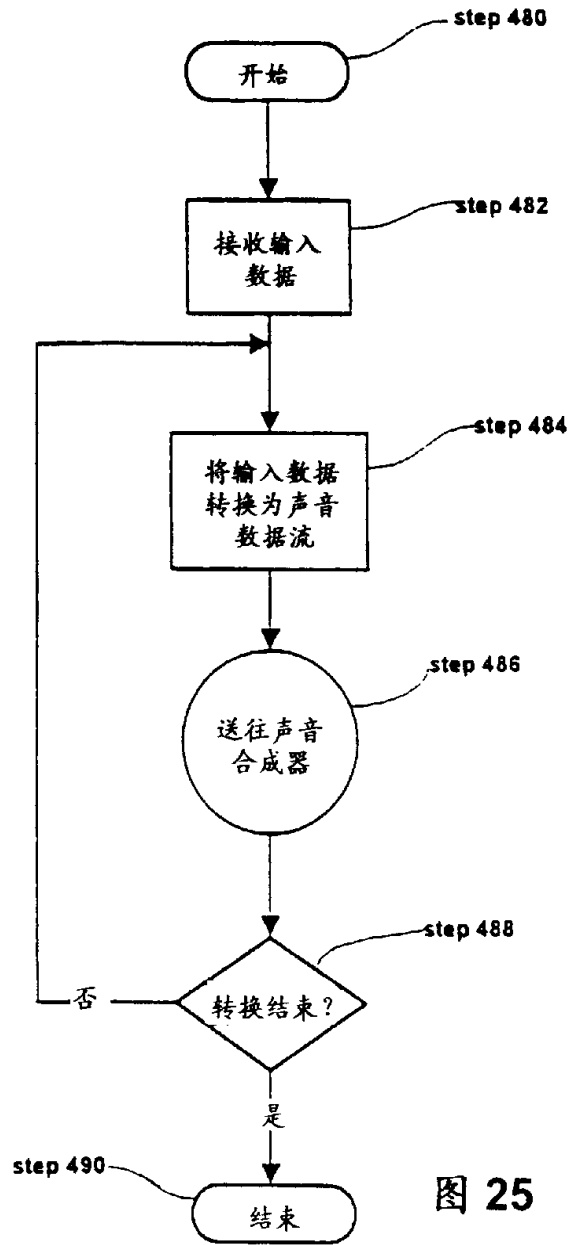 step 480
开始
step 482
接收输入
数据
step 484
将输入数据
转换为声音
数据流
step 486
送往声音
合成器
step 488
否
转换结束？
是
step 490
结束
图 25